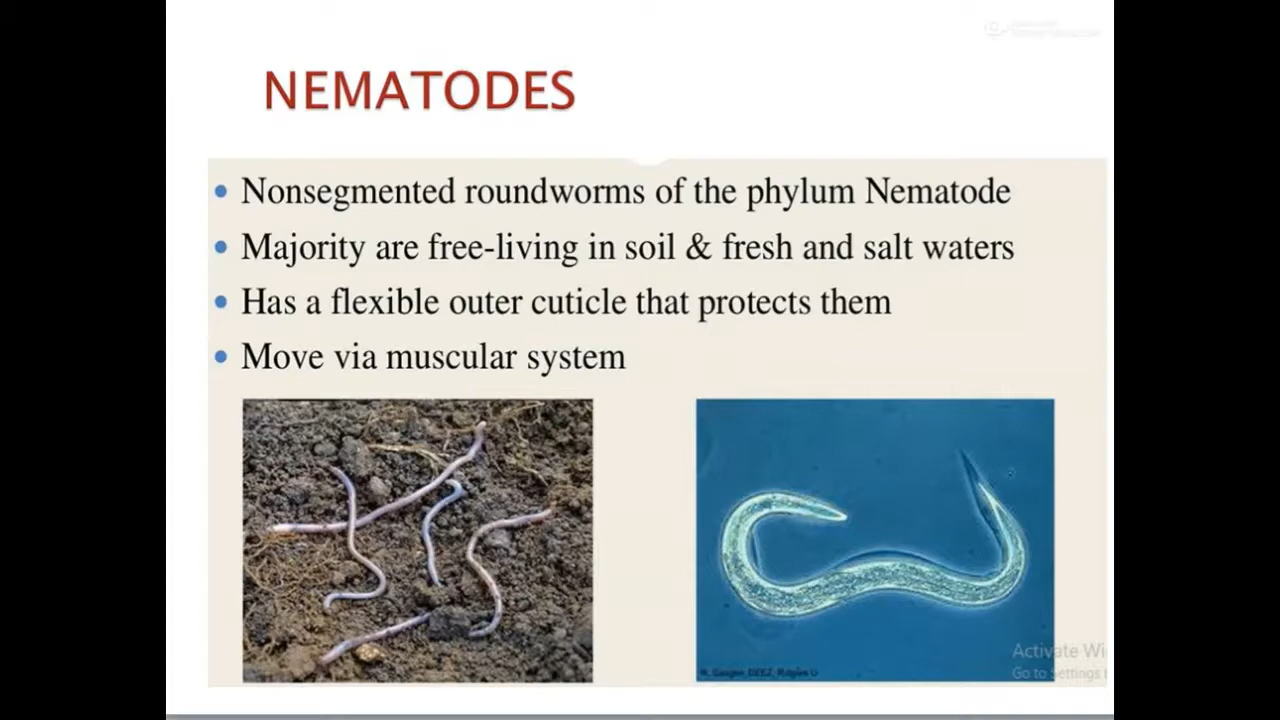 NEMATODES
• Nonsegmented roundworms of the phylum Nematode
• Majority are free-living in soil & fresh and salt waters
• Has a flexible outer cuticle that protects them
• Move via muscular system
Activate Wi
Go to Settings